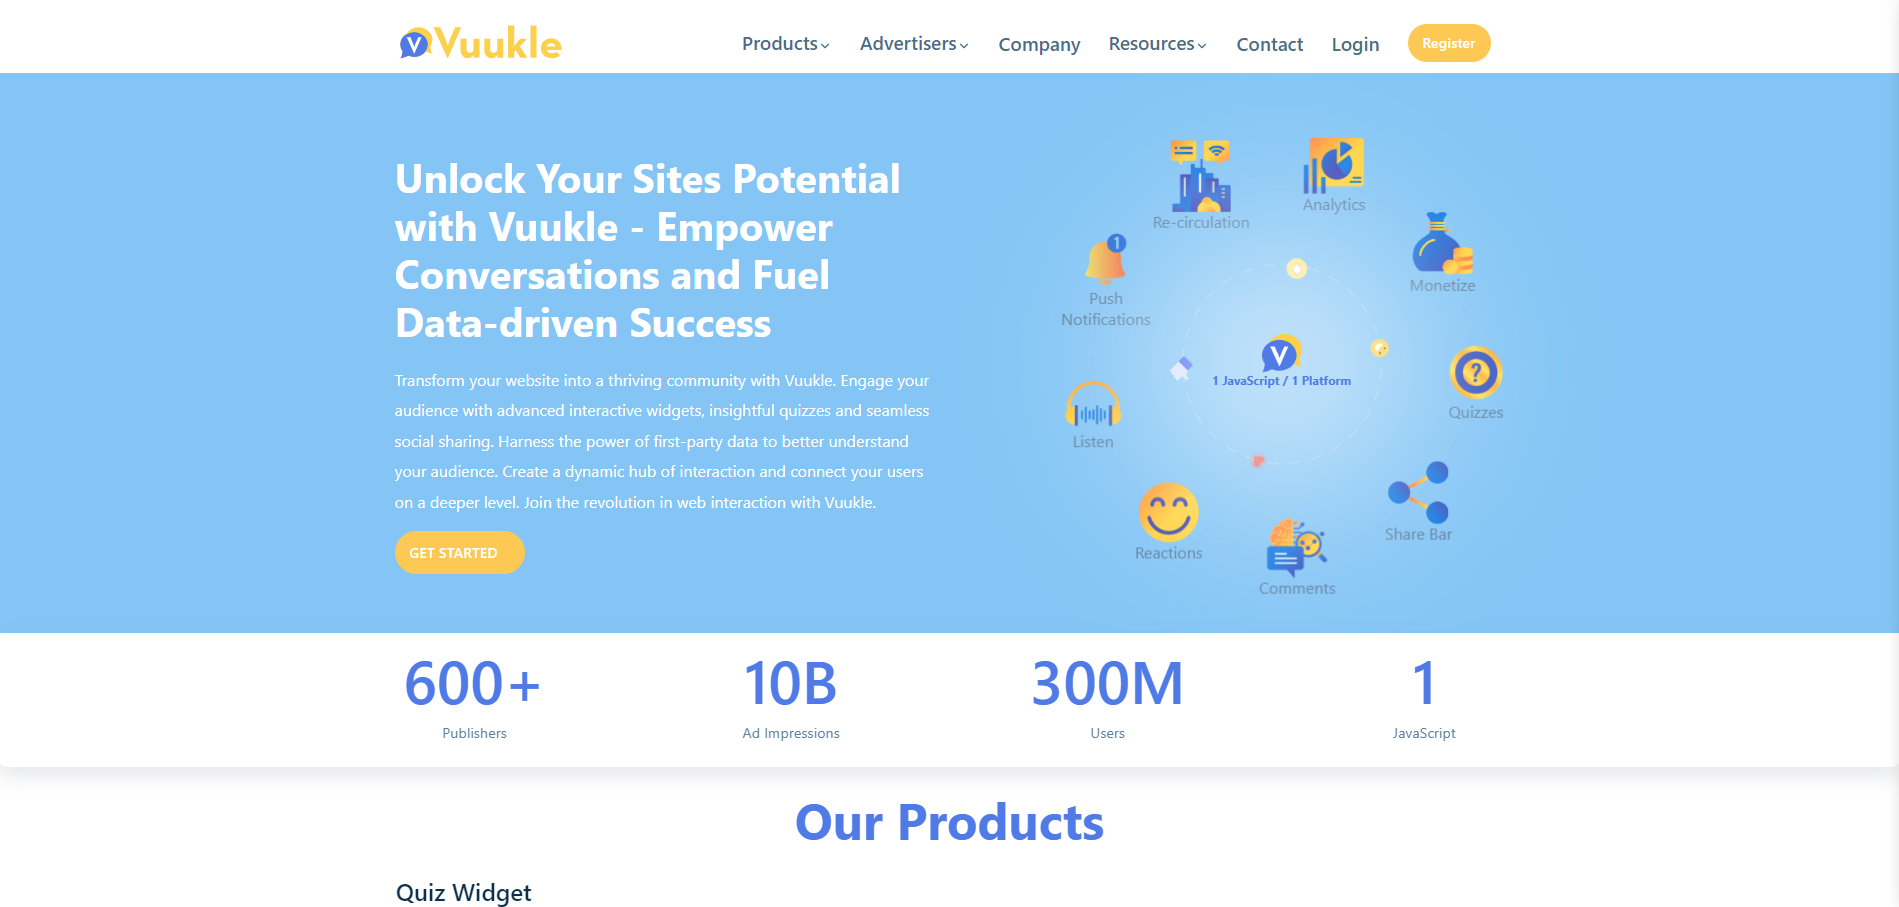 Vuukle
Products
Advertisers
Company
Resources
Contact
Login
Register
Unlock Your Sites Potential
with Vuukle - Empower
Conversations and Fuel
Data-driven Success
Transform your website into a thriving community with Vuukle. Engage your
audience with advanced interactive widgets, insightful quizzes and seamless
social sharing. Harness the power of first-party data to better understand
your audience. Create a dynamic hub of interaction and connect your users
on a deeper level. Join the revolution in web interaction with Vuukle.
GET STARTED
Re-circulation
Analytics
1
Push
Notifications
Monetize
V
1 JavaScript / 1 Platform
?
Quizzes
Listen
Share Bar
Reactions
Comments
600+
Publishers
10B
Ad Impressions
300M
Users
1
JavaScript
Our Products
Quiz Widget